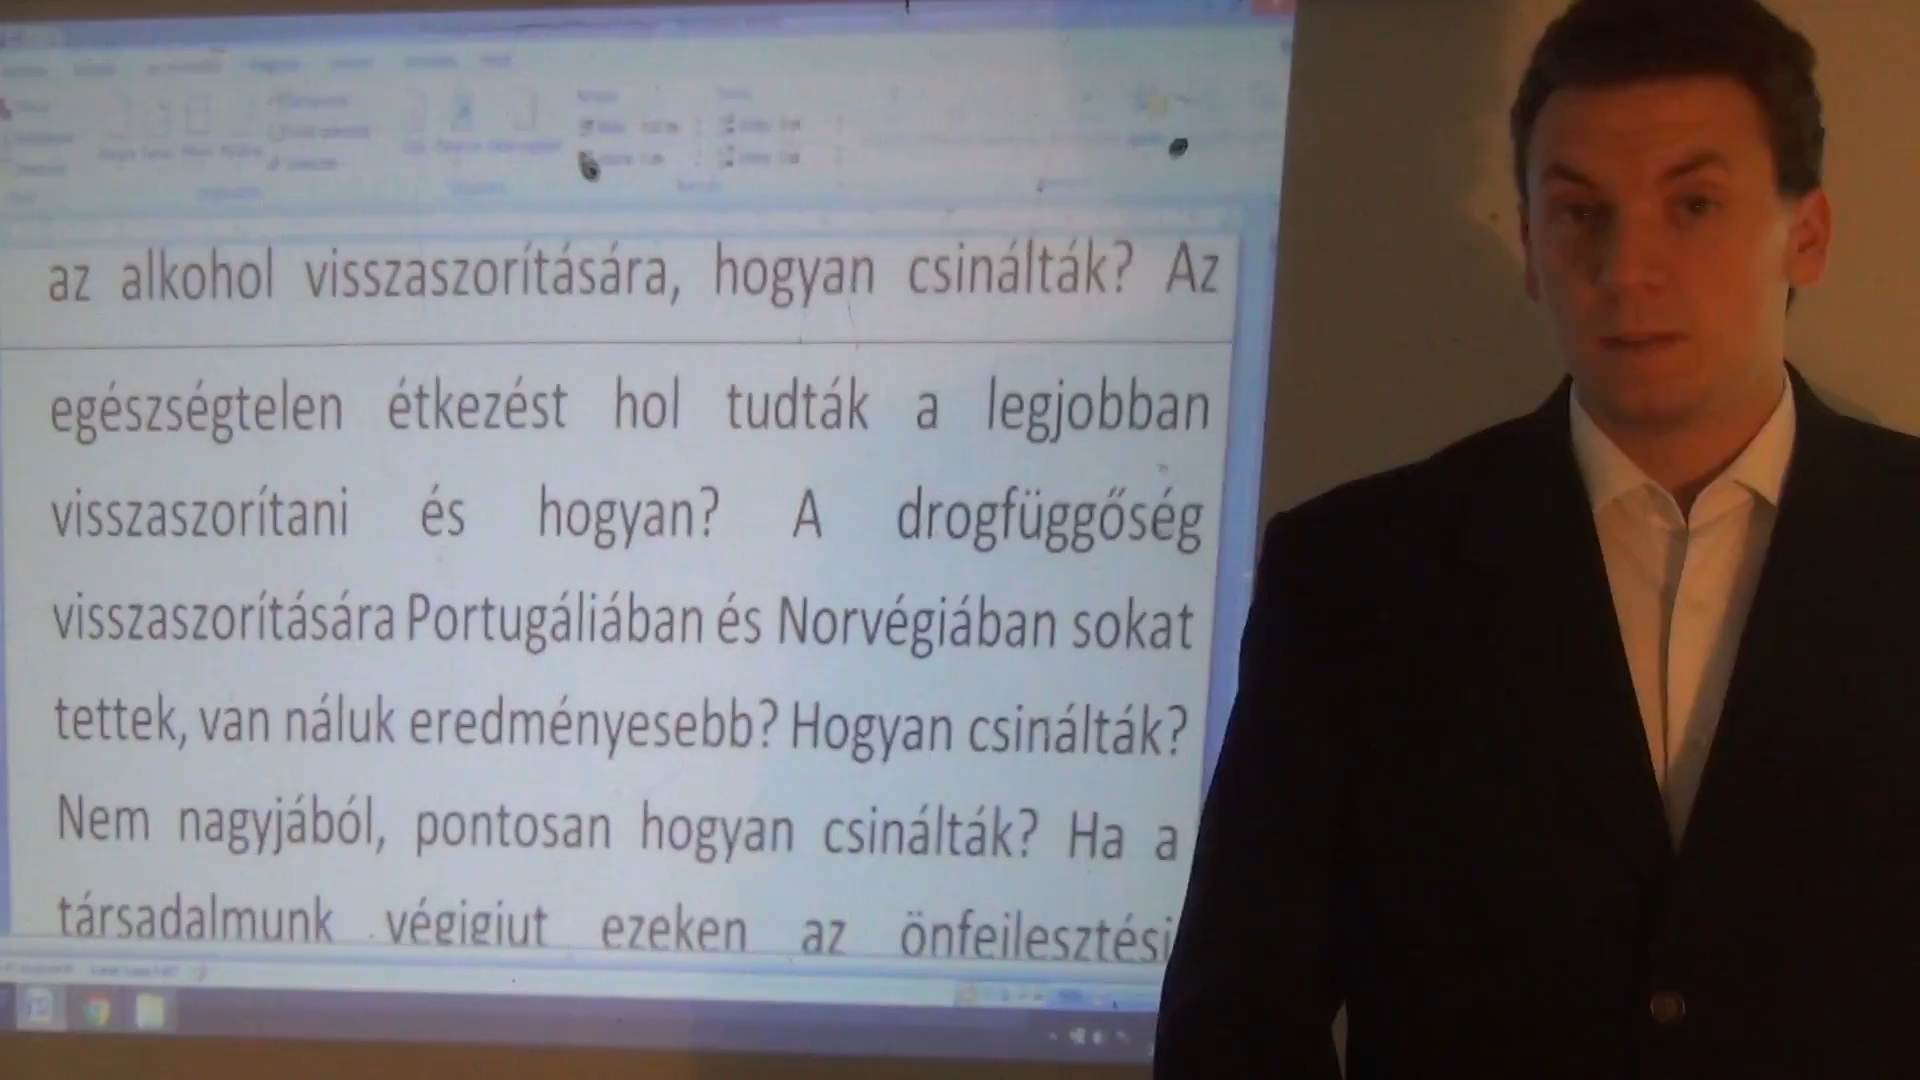 az alkohol visszaszorítására, hogyan csinálták? Az
egészségtelen étkezést hol tudták a legjobban
visszaszorítani és hogyan? A drogfüggőség
visszaszorítására Portugáliában és Norvégiában sokat
tettek, van náluk eredményesebb? Hogyan csinálták?
Nem nagyjából, pontosan hogyan csinálták? Ha a
társadalmunk végigjut ezeken az önfejlesztési